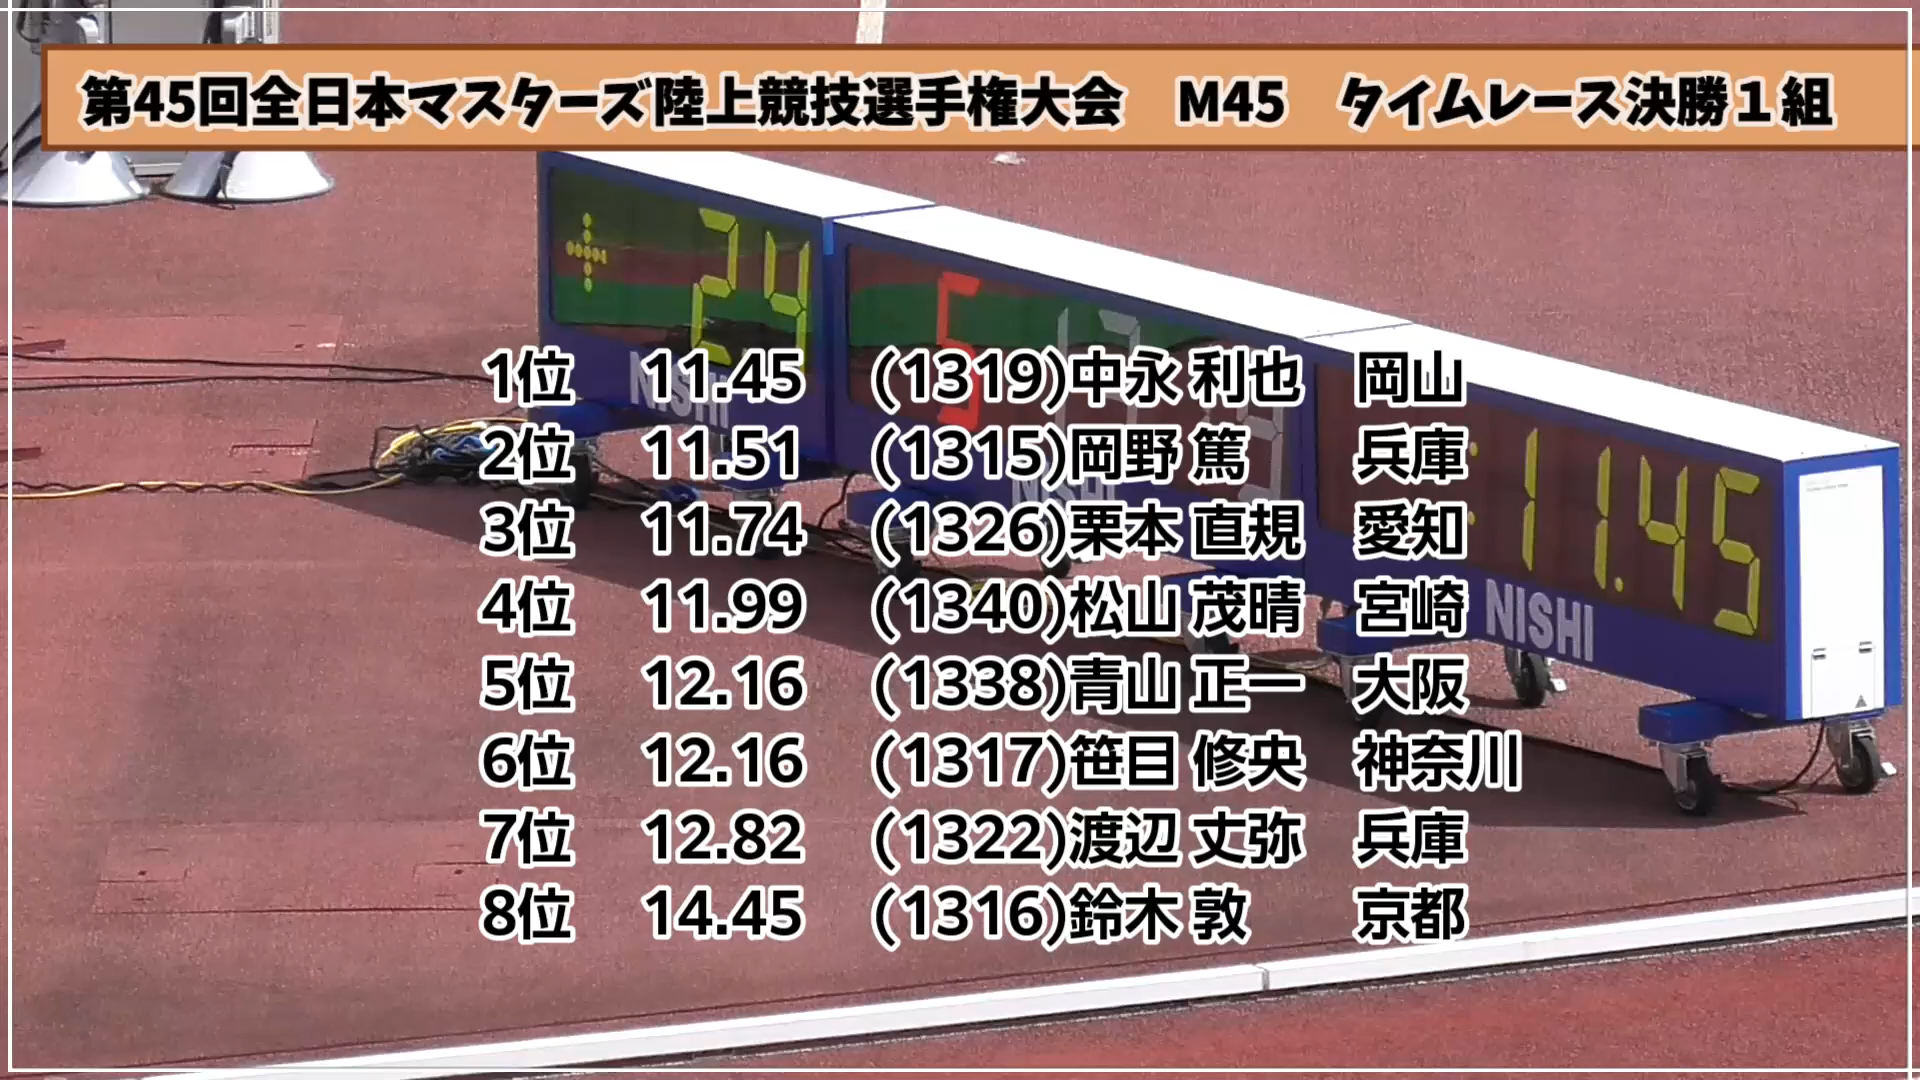 第45回全日本マスターズ陸上競技選手権大会　M45　タイムレース決勝１組
+ 24
5
:11.45
NISHI
NISHI
NISHI
1位 11.45 (1319)中永 利也 岡山
2位 11.51 (1315)岡野 篤 兵庫
3位 11.74 (1326)栗本 直規 愛知
4位 11.99 (1340)松山 茂晴 宮崎
5位 12.16 (1338)青山 正一 大阪
6位 12.16 (1317)笹目 修央 神奈川
7位 12.82 (1322)渡辺 丈弥 兵庫
8位 14.45 (1316)鈴木 敦 京都